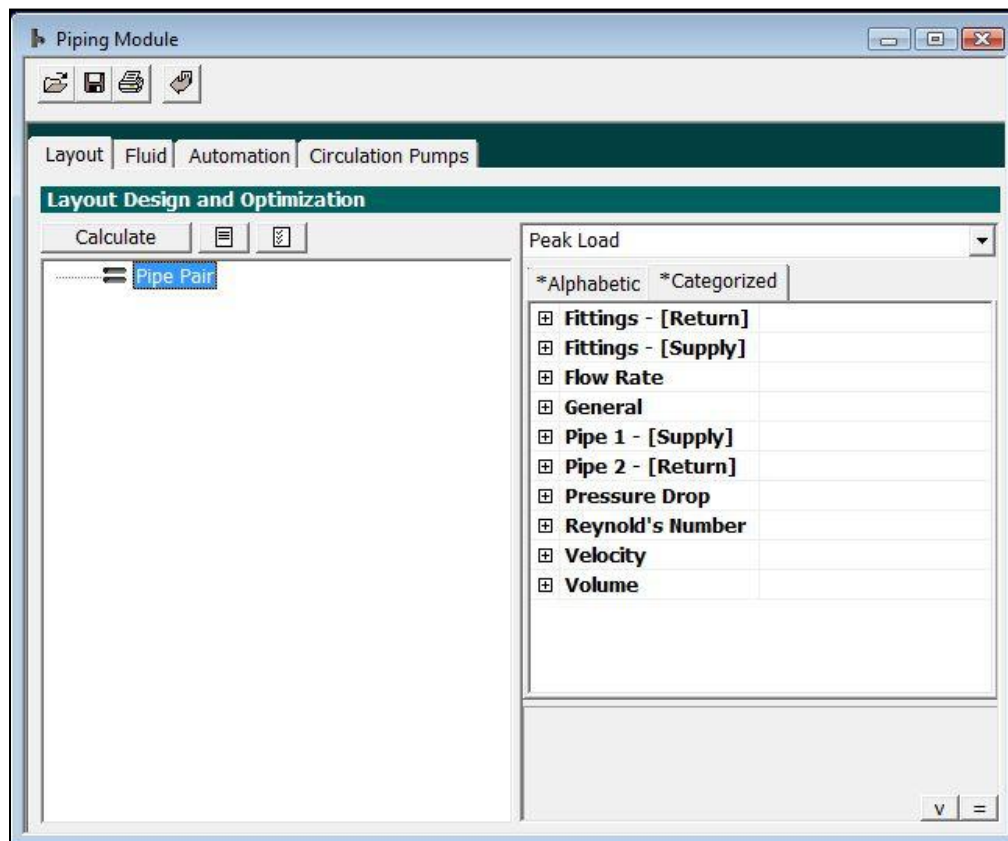 Piping Module
Layout Fluid Automation Circulation Pumps
Layout Design and Optimization
Calculate
Pipe Pair
Peak Load
*Alphabetic *Categorized
Fittings - [Return]
Fittings - [Supply]
Flow Rate
General
Pipe 1 - [Supply]
Pipe 2 - [Return]
Pressure Drop
Reynold's Number
Velocity
Volume
v =